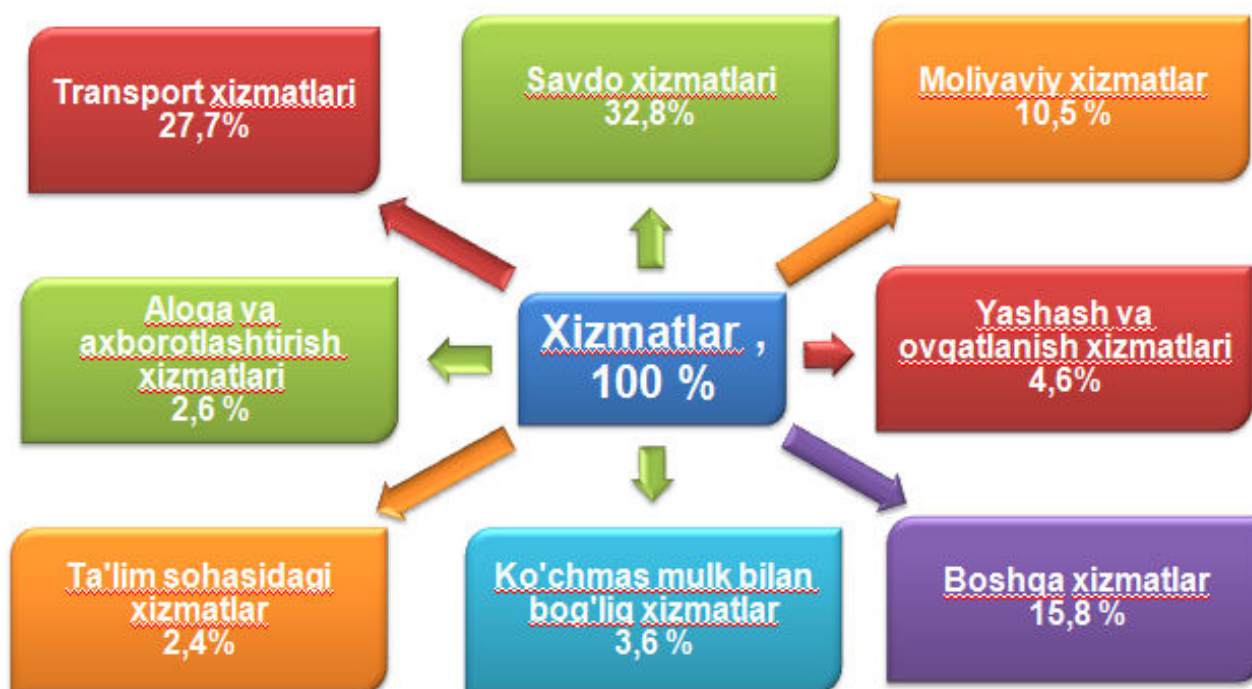 Transport xizmatlari
27,7%
Savdo xizmatlari
32,8%
Moliyaviy xizmatlar
10,5 %
Aloqa va
axborotlashtirish
xizmatlari
2,6 %
Xizmatlar ,
100 %
Yashash va
ovqatlanish xizmatlari
4,6%
Ta'lim sohasidagi
xizmatlar
2,4%
Ko'chmas mulk bilan
bog'liq xizmatlar
3,6 %
Boshqa xizmatlar
15,8 %